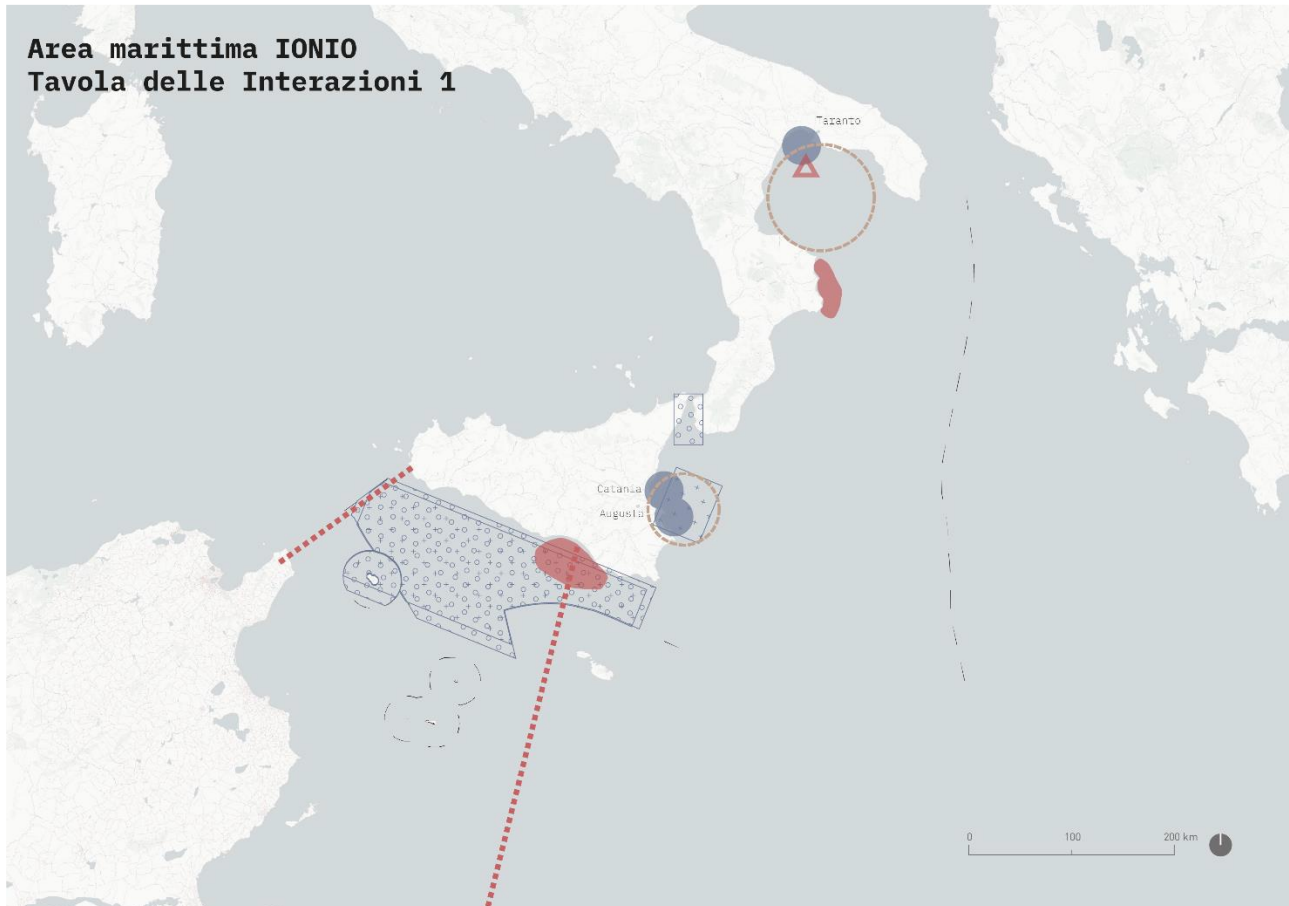 Area marittima IONIO
Tavola delle Interazioni 1
Taranto
Catania
Augusta
0 100 200 km